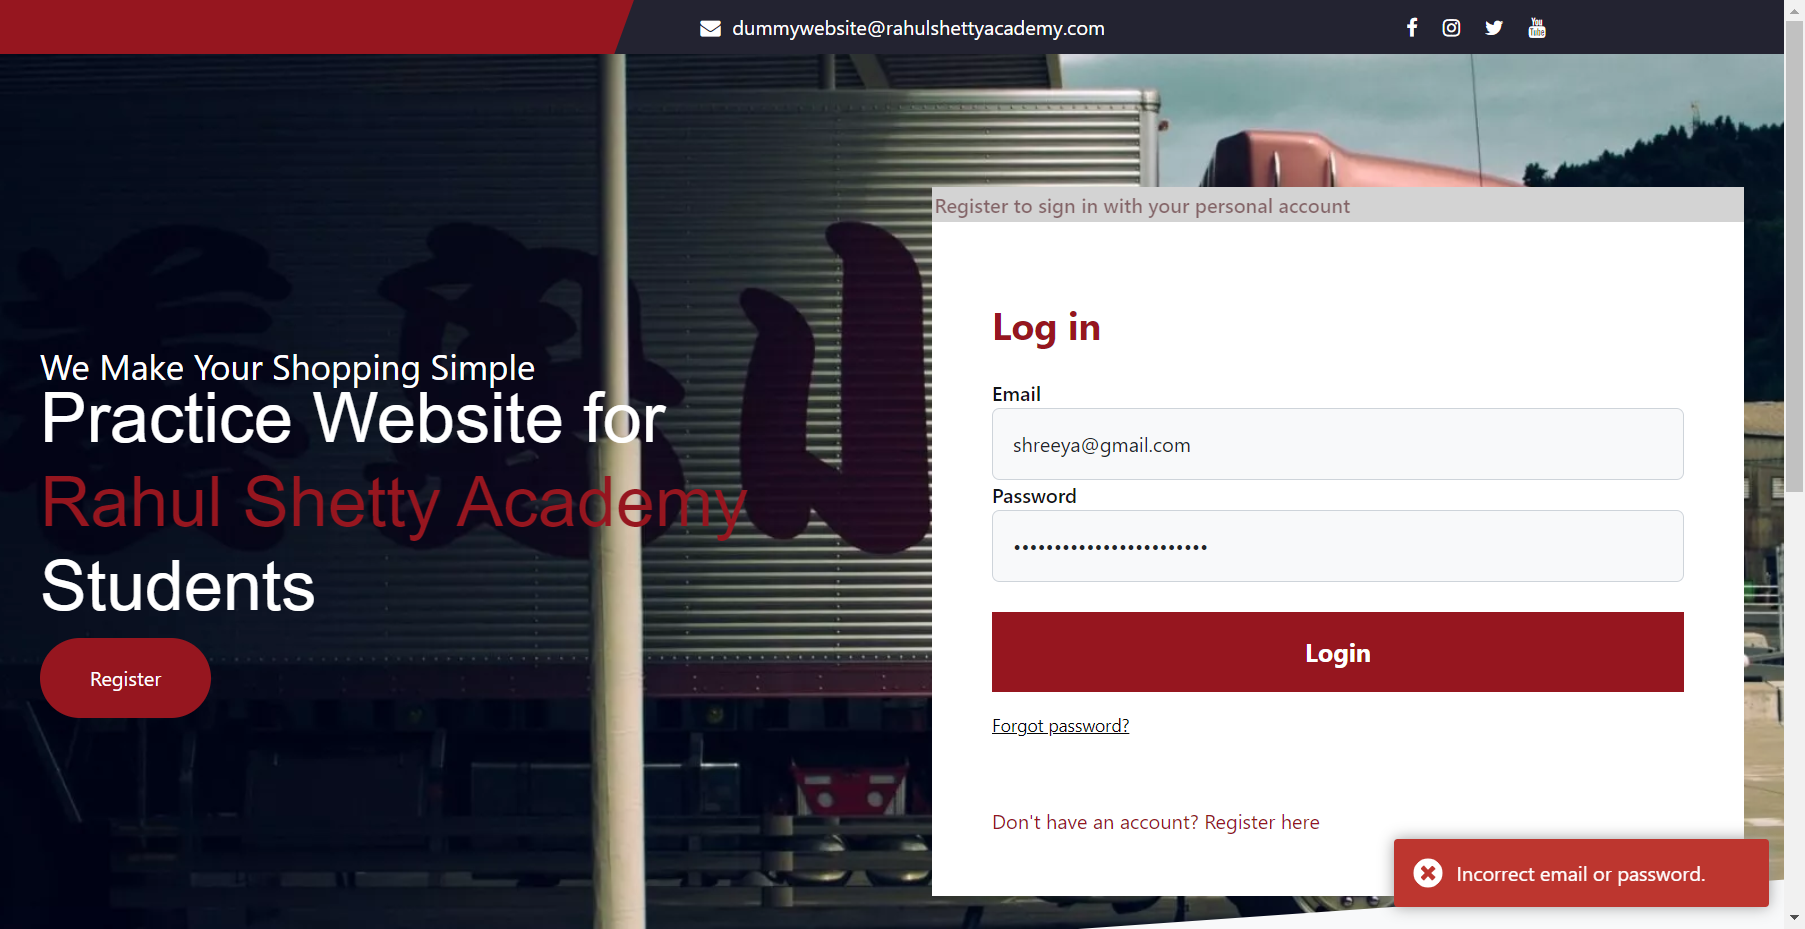 dummywebsite@rahulshettyacademy.com
Register to sign in with your personal account
We Make Your Shopping Simple
Practice Website for
Rahul Shetty Academy
Students
Register
Log in
Email
shreeya@gmail.com
Password
••••••••••••••••••••••••
Login
Forgot password?
Don't have an account? Register here
Incorrect email or password.